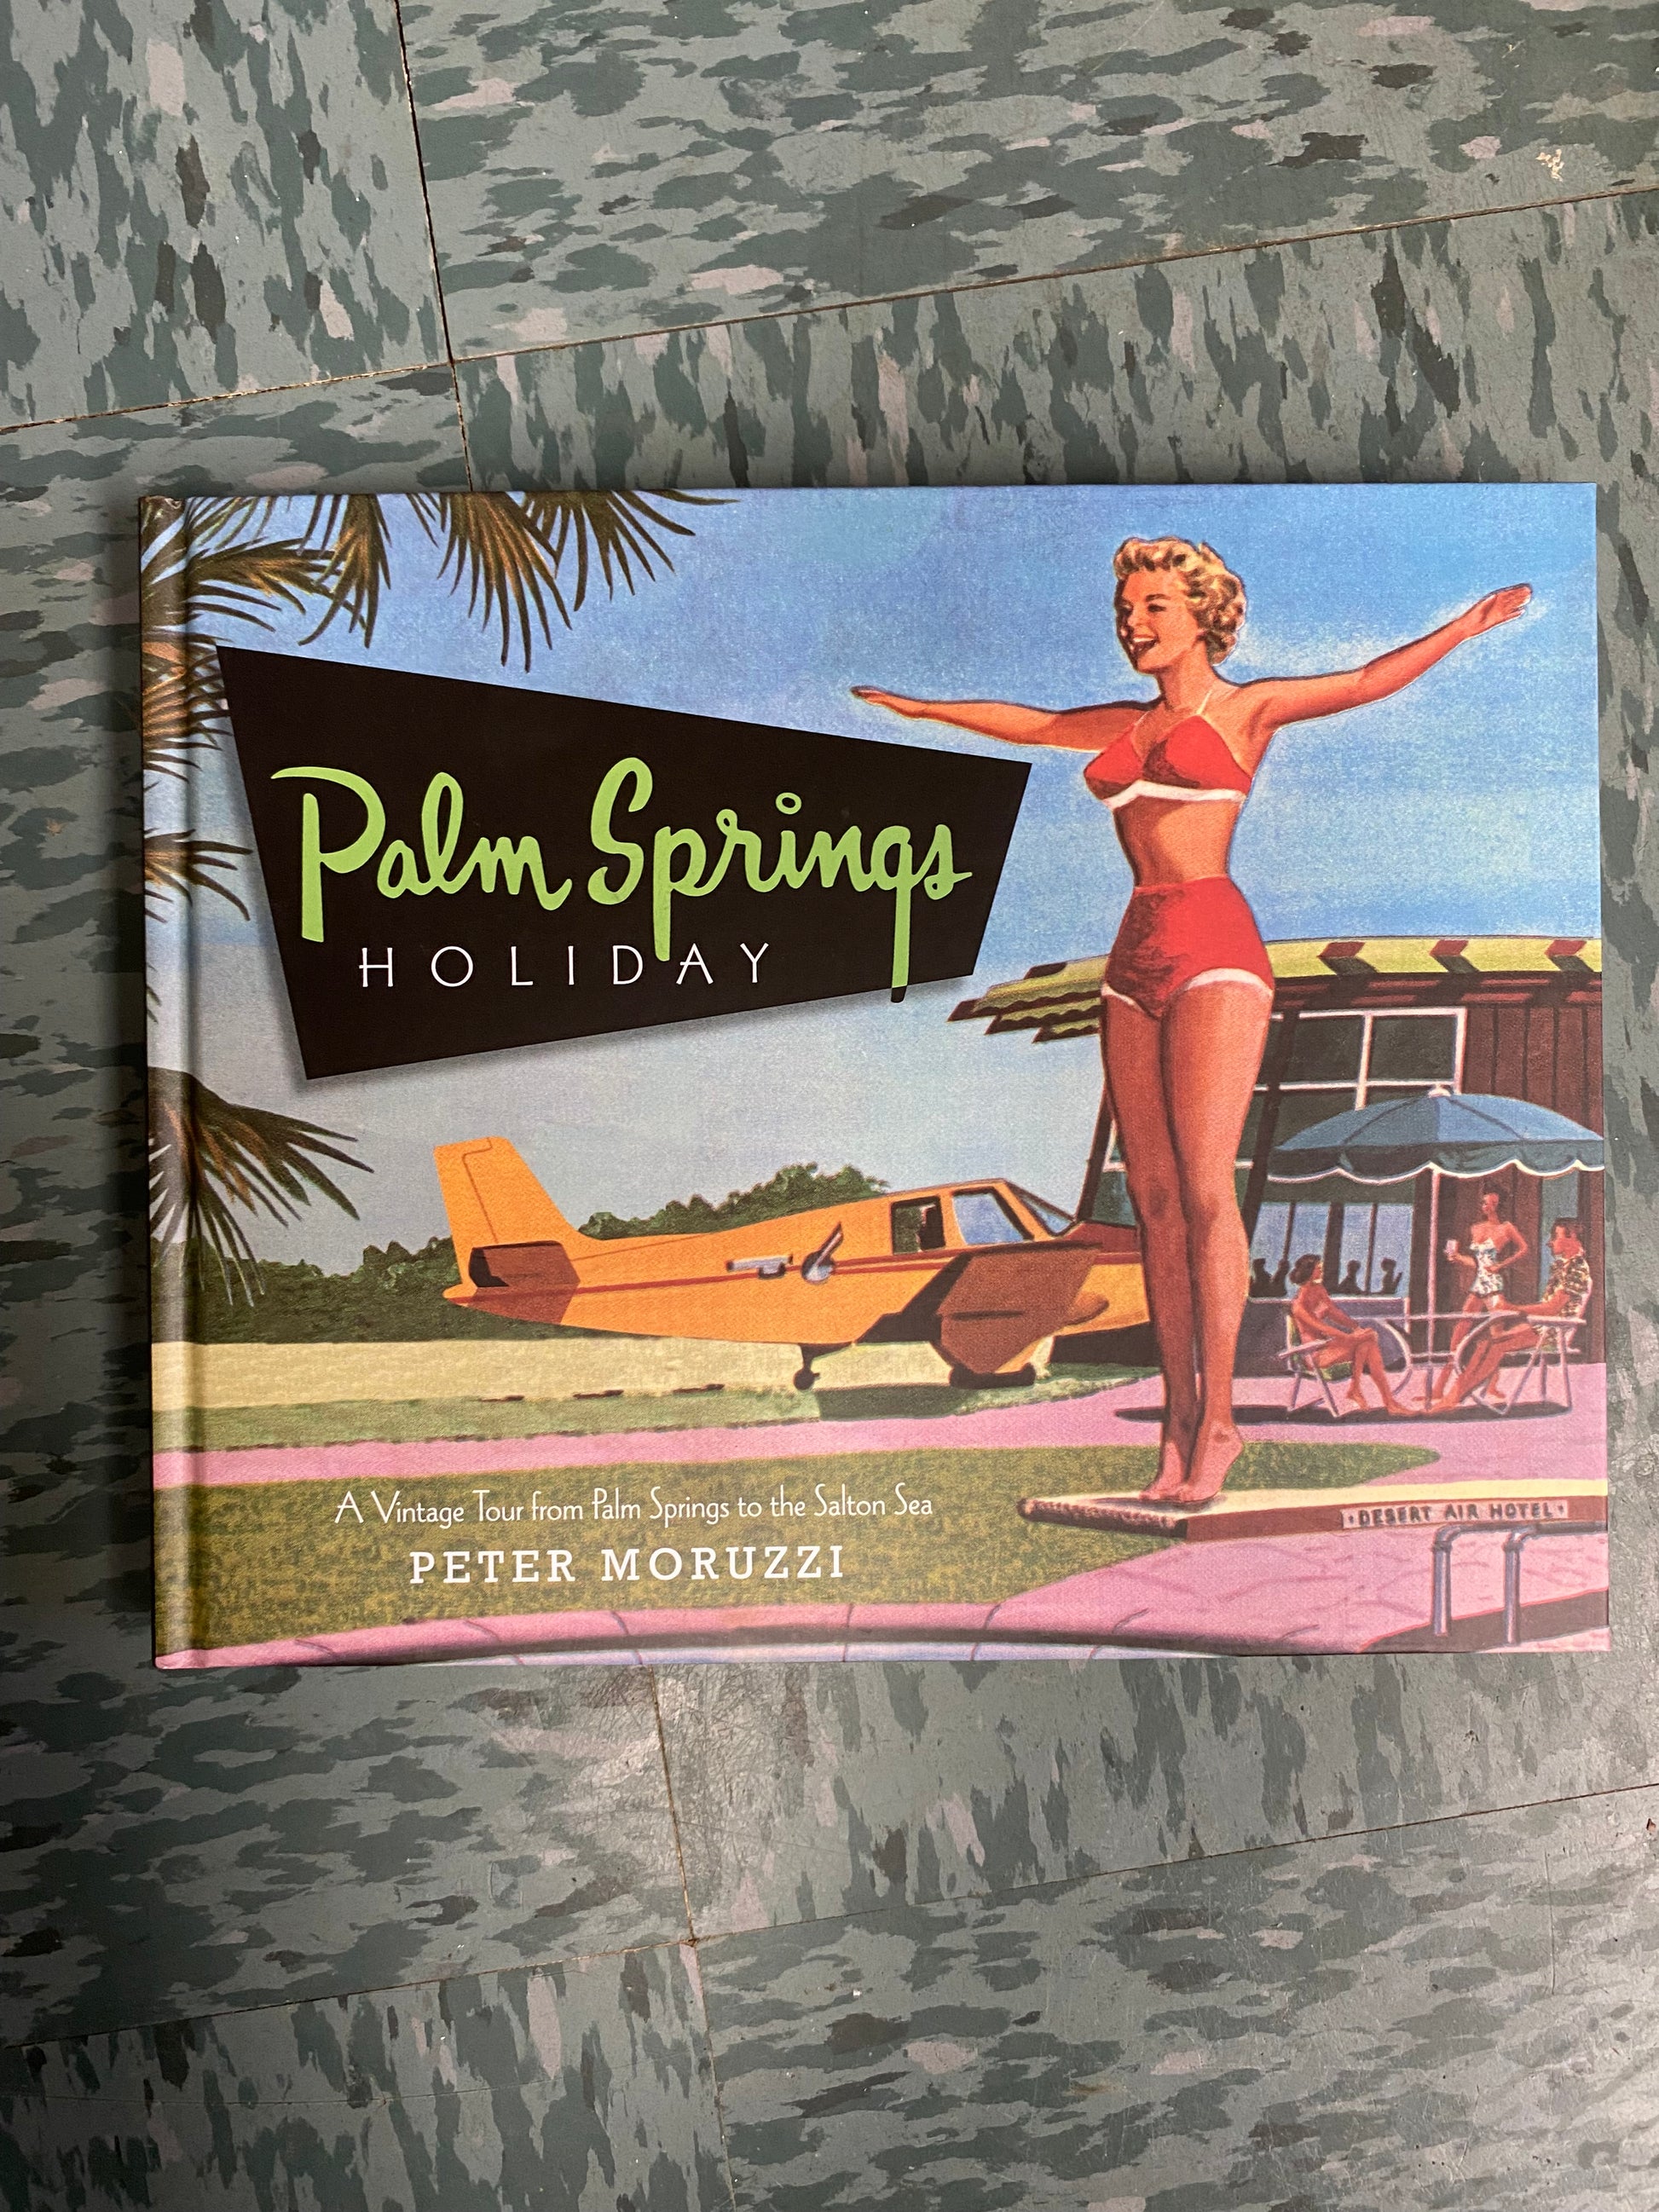 Palm Springs
HOLIDAY
A Vintage Tour from Palm Springs to the Salton Sea
PETER MORUZZI
• DESERT AIR HOTEL •